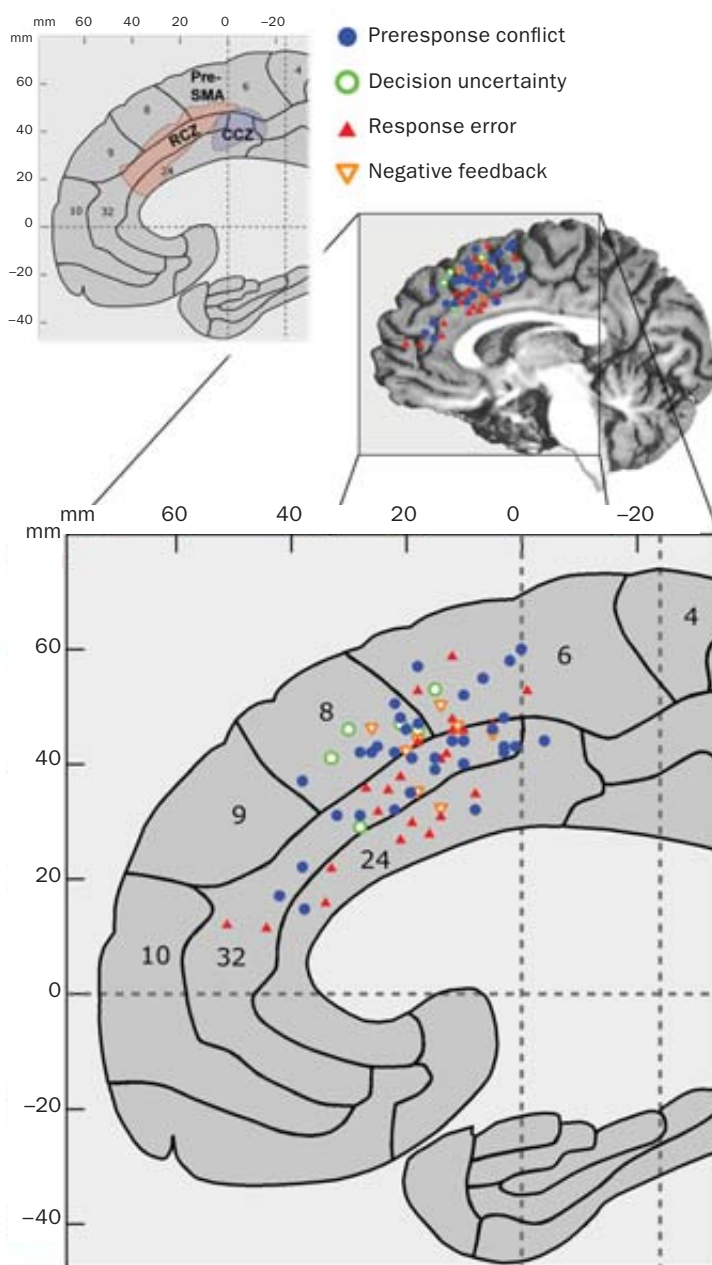 mm 60 40 20 0 –20
mm
60
40
20
0
–20
–40
Pre-
SMA
RCZ
CCZ
4
6
8
9
24
10 32
Preresponse conflict
Decision uncertainty
Response error
Negative feedback
mm 60 40 20 0 –20
mm
60
40
20
0
–20
–40
4
6
8
9
24
10 32